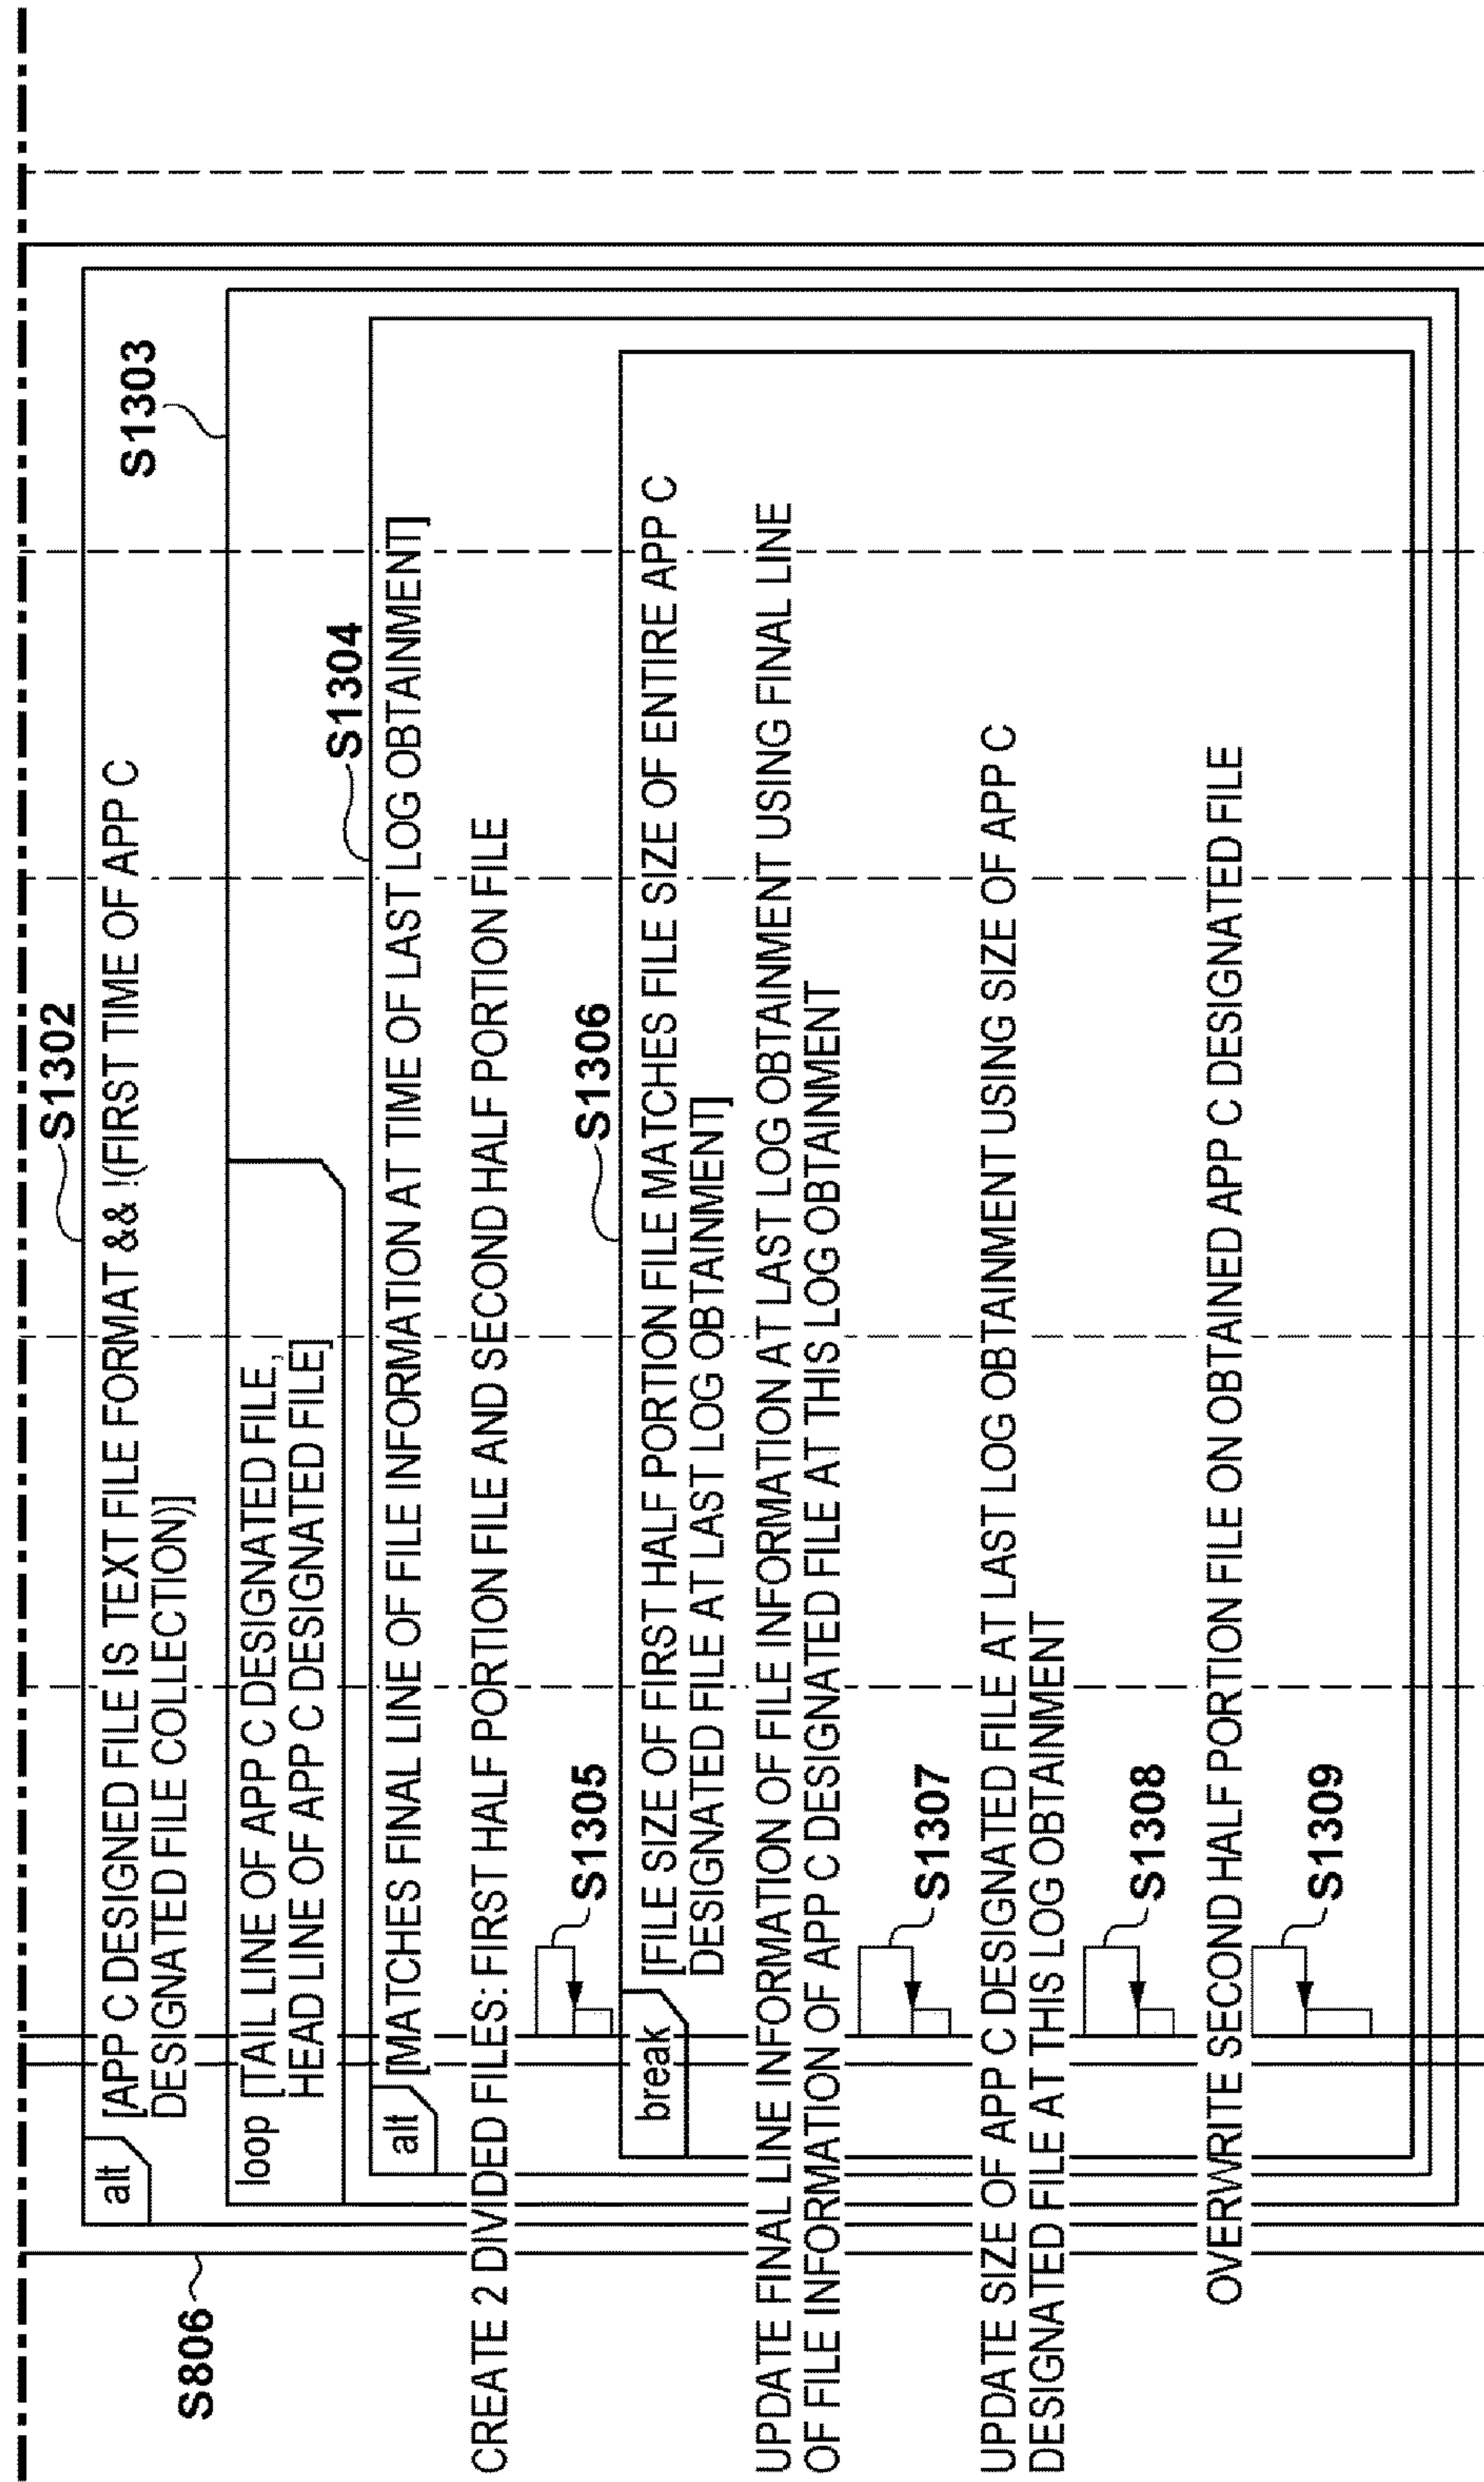 S1302
alt
[APP C DESIGNED FILE IS TEXT FILE FORMAT && !(FIRST TIME OF APP C
DESIGNATED FILE COLLECTION)]
S1303
S806
loop
[TAIL LINE OF APP C DESIGNATED FILE,
HEAD LINE OF APP C DESIGNATED FILE]
S1304
alt
[MATCHES FINAL LINE OF FILE INFORMATION AT TIME OF LAST LOG OBTAINMENT]
CREATE 2 DIVIDED FILES: FIRST HALF PORTION FILE AND SECOND HALF PORTION FILE
S1305
S1306
break
[FILE SIZE OF FIRST HALF PORTION FILE MATCHES FILE SIZE OF ENTIRE APP C
DESIGNATED FILE AT LAST LOG OBTAINMENT]
UPDATE FINAL LINE INFORMATION OF FILE INFORMATION AT LAST LOG OBTAINMENT USING FINAL LINE
OF FILE INFORMATION OF APP C DESIGNATED FILE AT THIS LOG OBTAINMENT
S1307
UPDATE SIZE OF APP C DESIGNATED FILE AT LAST LOG OBTAINMENT USING SIZE OF APP C
DESIGNATED FILE AT THIS LOG OBTAINMENT
S1308
OVERWRITE SECOND HALF PORTION FILE ON OBTAINED APP C DESIGNATED FILE
S1309